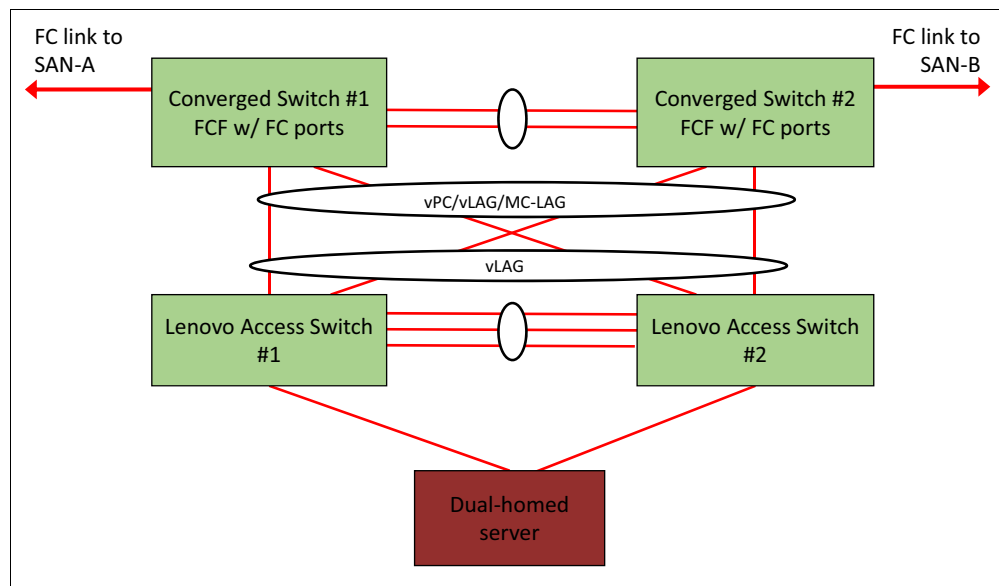 FC link to
SAN-A
FC link to
SAN-B
Converged Switch #1
FCF w/ FC ports
Converged Switch #2
FCF w/ FC ports
vPC/vLAG/MC-LAG
vLAG
Lenovo Access Switch
#1
Lenovo Access Switch
#2
Dual-homed
server